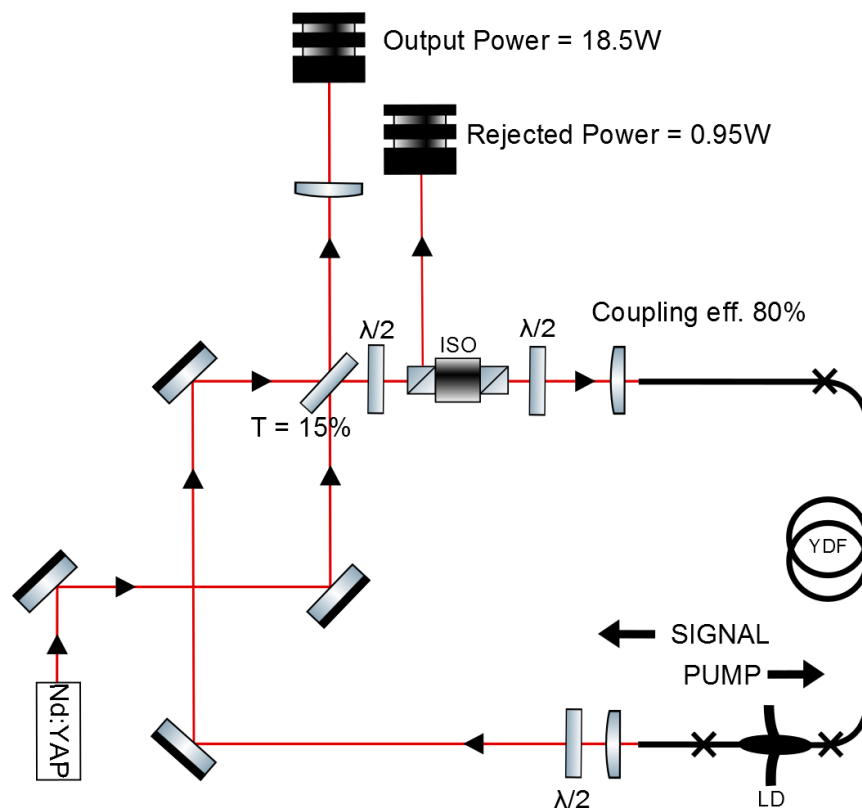 Output Power = 18.5W
Rejected Power = 0.95W
Coupling eff. 80%
λ/2
ISO
λ/2
T = 15%
YDF
SIGNAL
PUMP
Nd:YAP
λ/2
LD